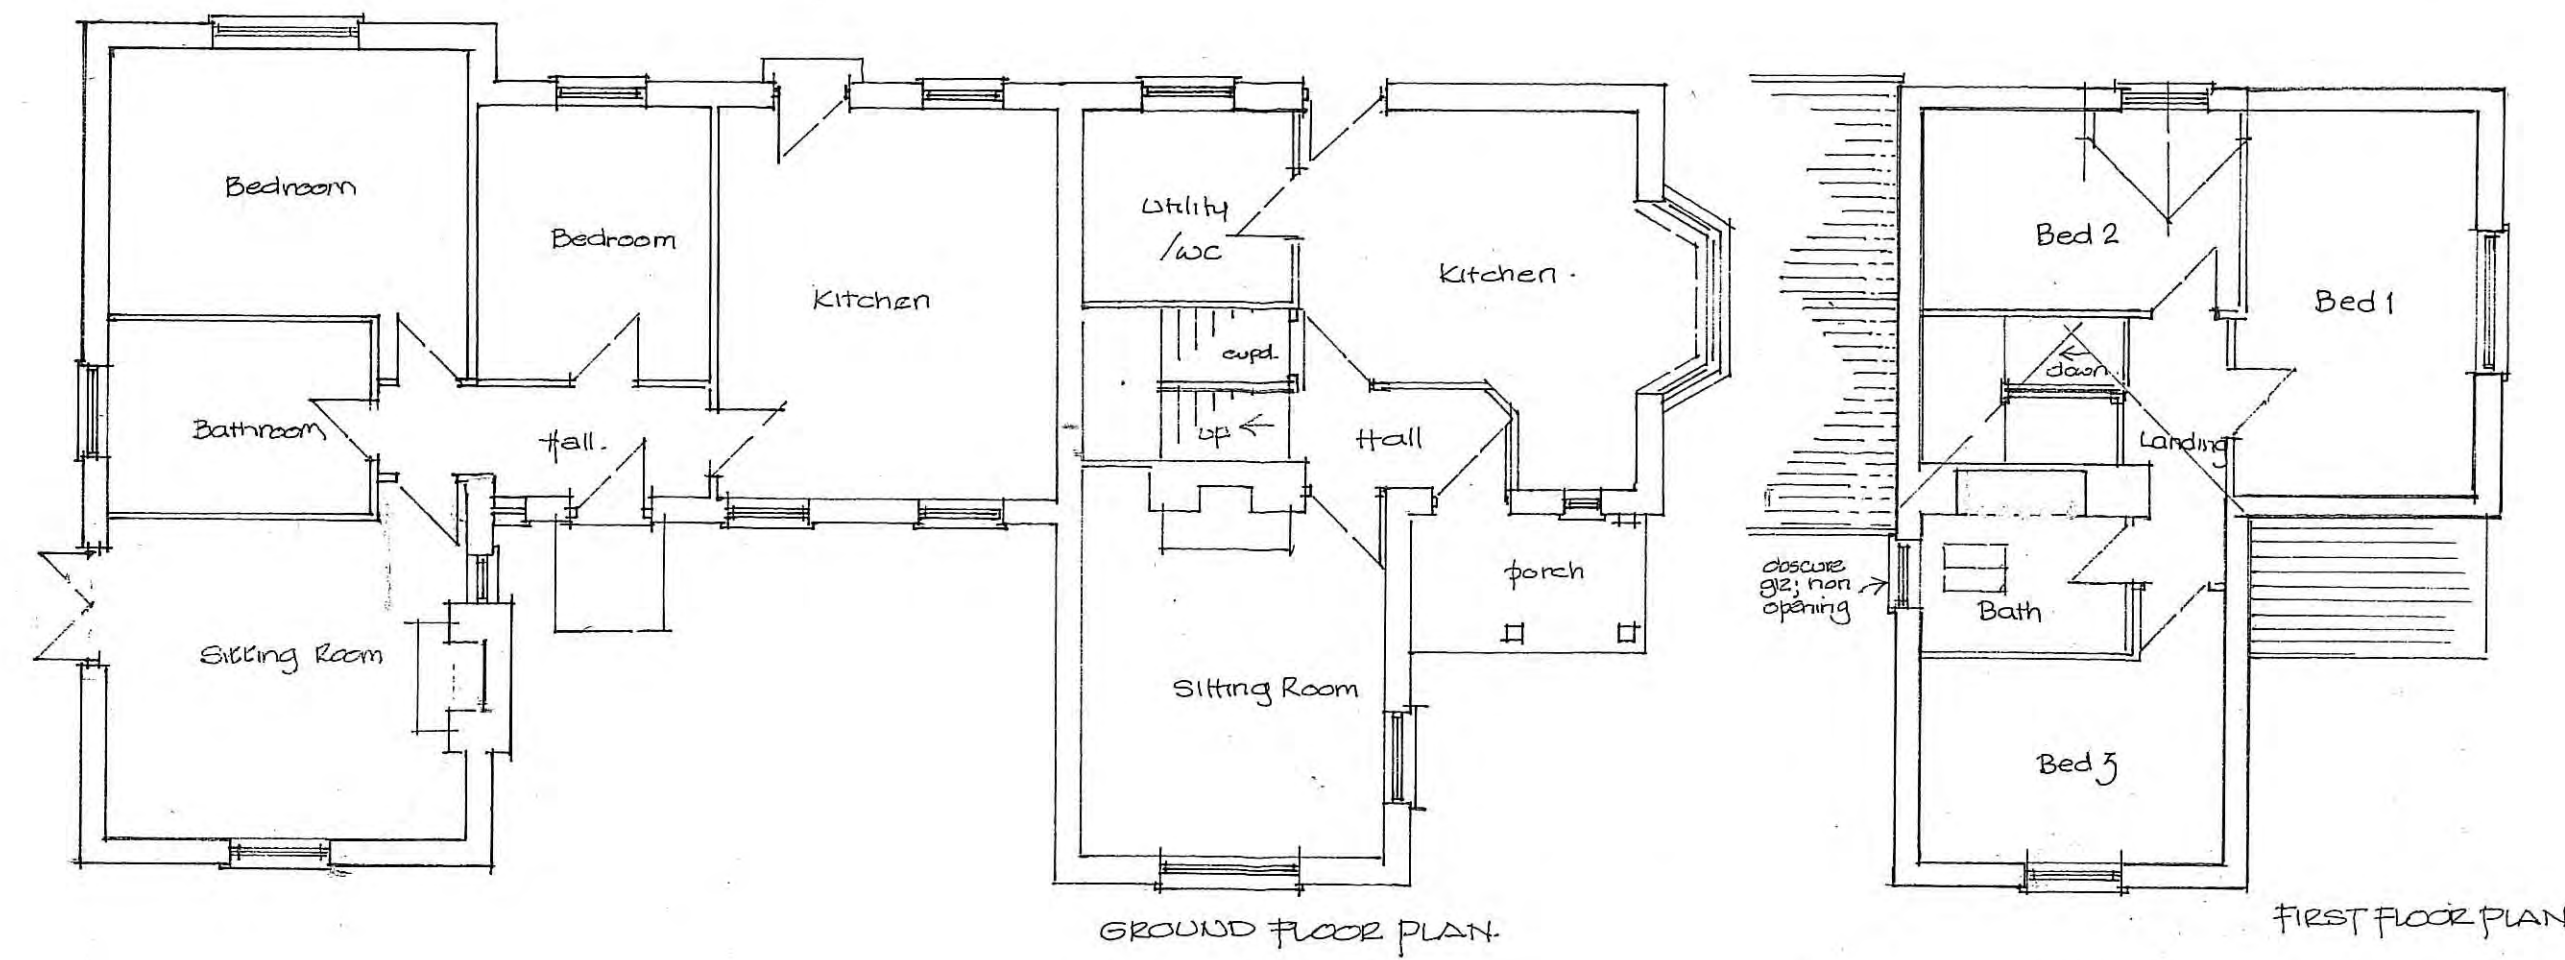 Bedroom
Bedroom
Kitchen
Bathroom
Hall.
Sitting Room
Utility
/WC
Kitchen.
cupd.
up
Hall
porch
Sitting Room
GROUND FLOOR PLAN.
Bed 2
Bed 1
down
Landing
obscure
glz; non
opening
Bath
Bed 3
FIRST FLOOR PLAN